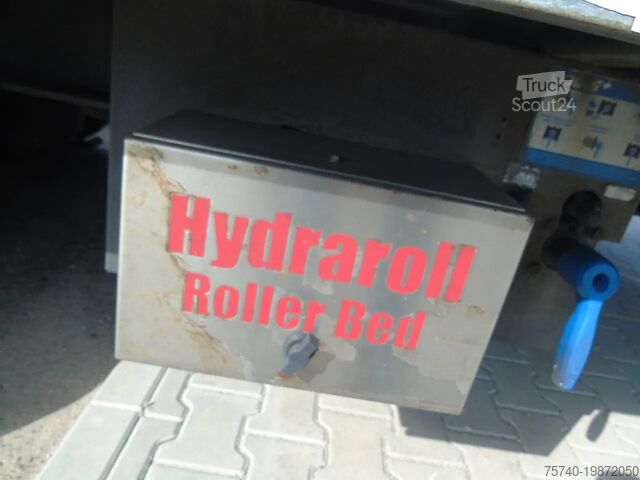 Truck
Scout24
Hydraroll
Roller Bed
75740-19872050